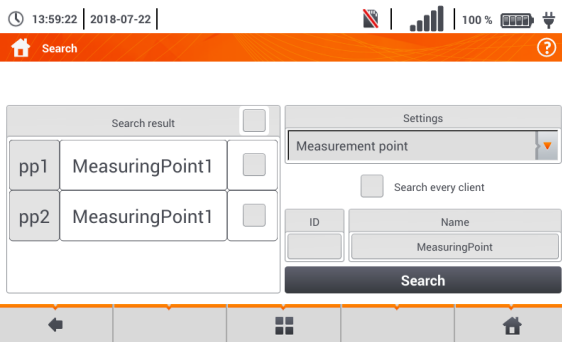 13:59:22 2018-07-22 100 %
Search ?
Search result
Settings
pp1 MeasuringPoint1
pp2 MeasuringPoint1
Measurement point
Search every client
ID Name
MeasuringPoint
Search